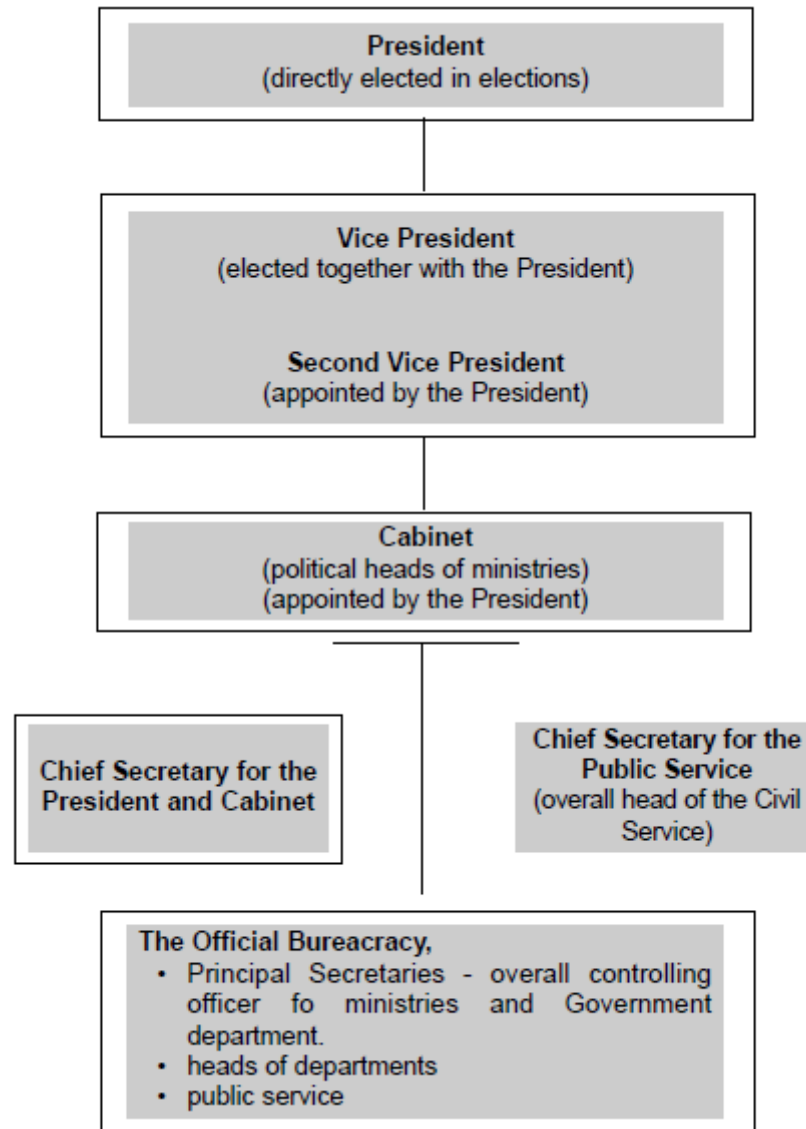 President
(directly elected in elections)
Vice President
(elected together with the President)
Second Vice President
(appointed by the President)
Cabinet
(political heads of ministries)
(appointed by the President)
Chief Secretary for the
President and Cabinet
Chief Secretary for the
Public Service
(overall head of the Civil
Service)
The Official Bureacracy,
• Principal Secretaries - overall controlling
officer fo ministries and Government
department.
• heads of departments
• public service